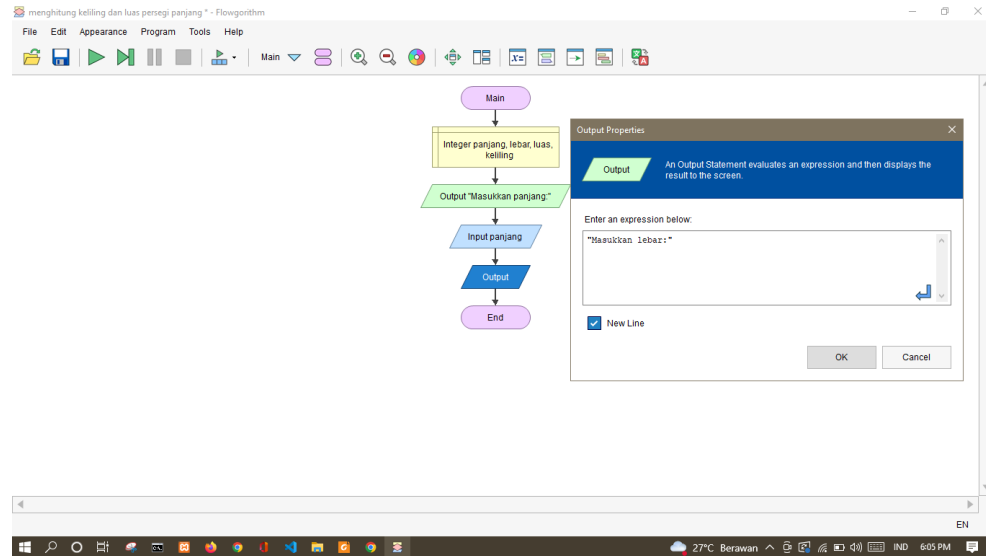 menghitung keliling dan luas persegi panjang * - Flowgorithm
File Edit Appearance Program Tools Help
Main
X=
Main
Integer panjang, lebar, luas,
keliling
Output "Masukkan panjang:"
Input panjang
Output
End
Output Properties
Output
An Output Statement evaluates an expression and then displays the
result to the screen.
Enter an expression below:
"Masukkan lebar:"
New Line
OK Cancel
EN
27°C Berawan IND 6:05 PM